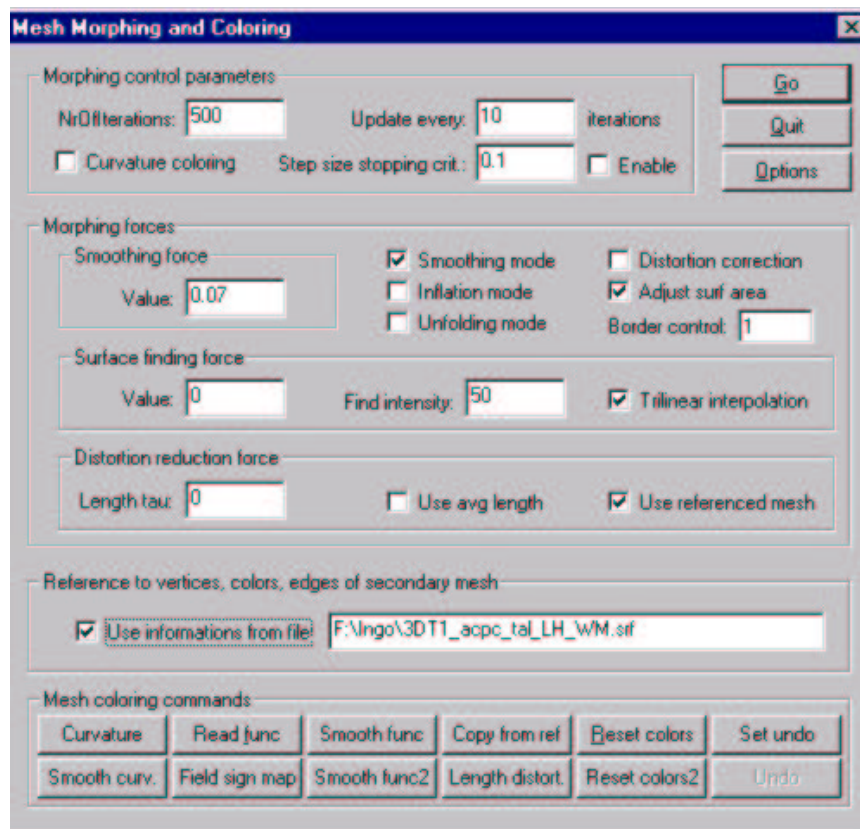 Mesh Morphing and Coloring
Morphing control parameters
NrOfIterations: 500 Update every: 10 iterations
Curvature coloring Step size stopping crit.: 0.1 Enable
Go
Quit
Options
Morphing forces
Smoothing force
Value: 0.07
Smoothing mode
Inflation mode
Unfolding mode
Distortion correction
Adjust surf area
Border control: 1
Surface finding force
Value: 0 Find intensity: 50 Trilinear interpolation
Distortion reduction force
Length tau: 0 Use avg length Use referenced mesh
Reference to vertices, colors, edges of secondary mesh
Use informations from file F:\Ingo\3DT1_acpc_tal_LH_WM.srf
Mesh coloring commands
Curvature Read func Smooth func Copy from ref Reset colors Set undo
Smooth curv. Field sign map Smooth func2 Length distort. Reset colors2 Undo